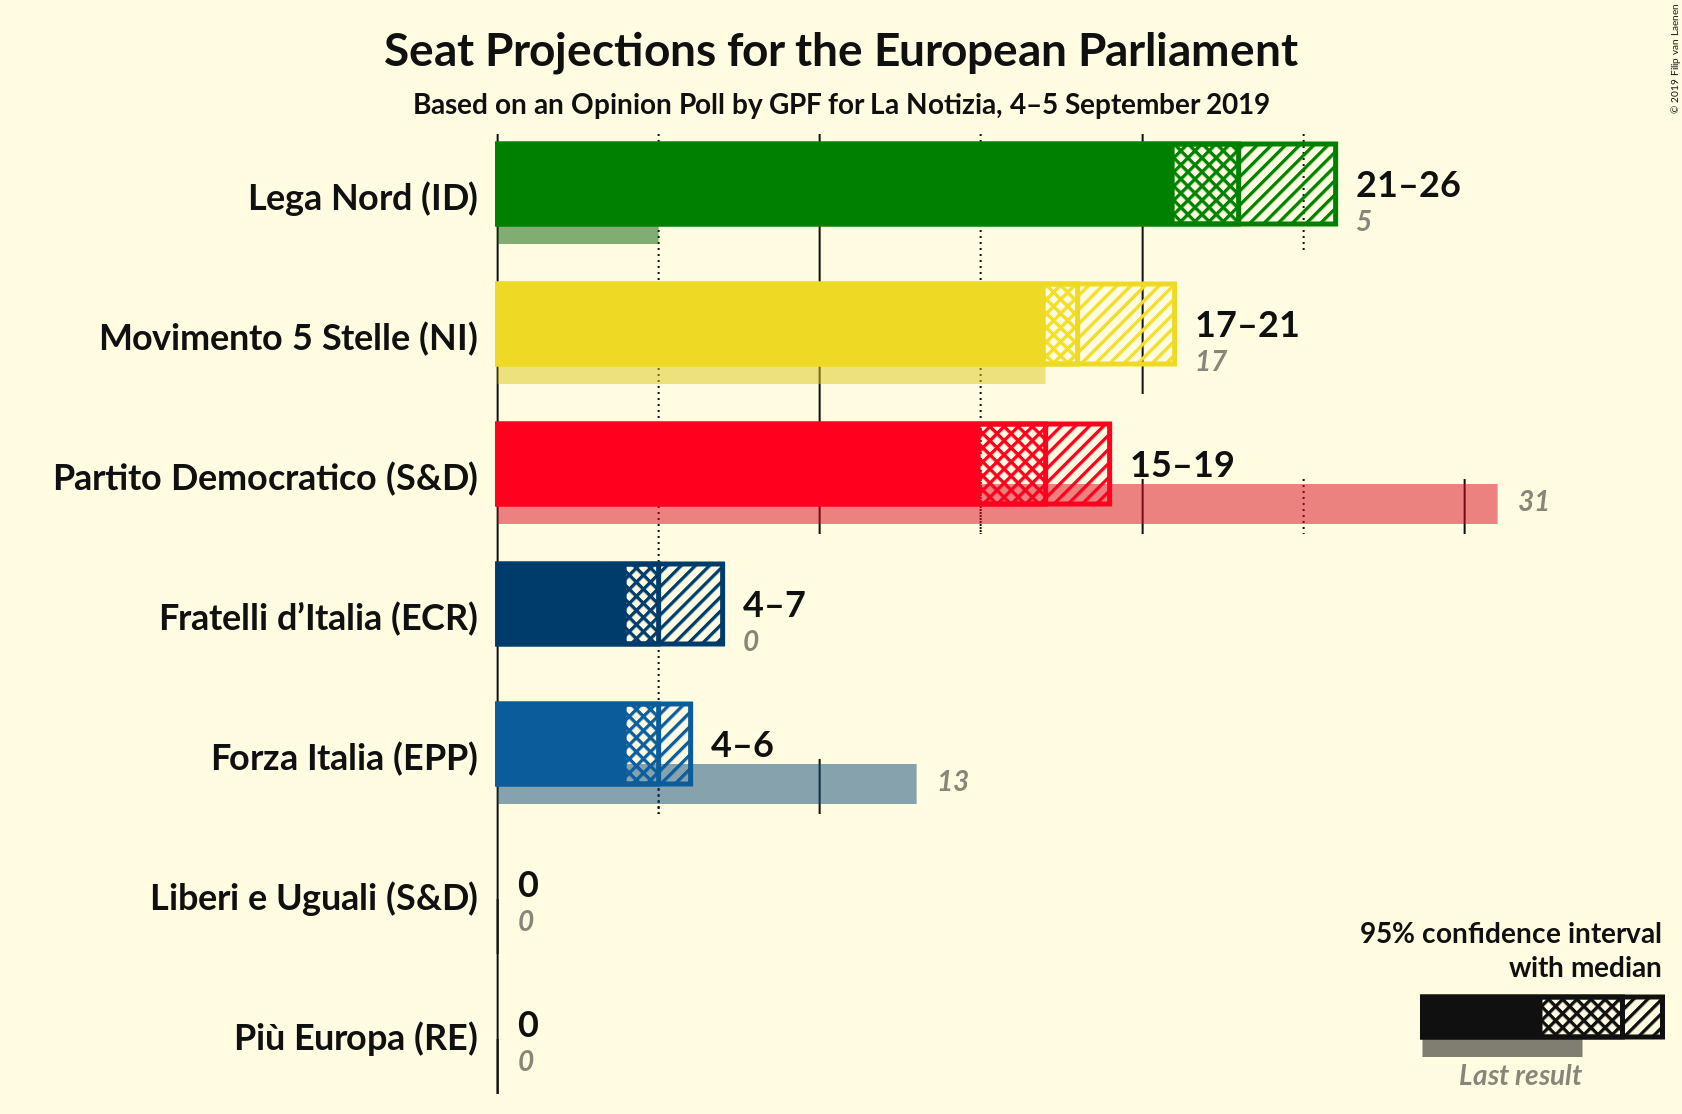 Seat Projections for the European Parliament
Based on an Opinion Poll by GPF for La Notizia, 4–5 September 2019
© 2019 Filip van Laenen
Lega Nord (ID)
21–26
5
Movimento 5 Stelle (NI)
17–21
17
Partito Democratico (S&D)
15–19
31
Fratelli d’Italia (ECR)
4–7
0
Forza Italia (EPP)
4–6
13
Liberi e Uguali (S&D)
0
0
Più Europa (RE)
0
0
95% confidence interval
with median
Last result